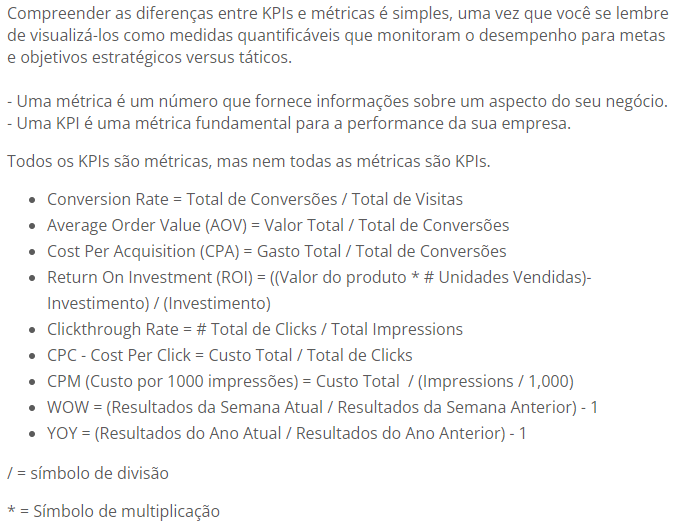 Compreender as diferenças entre KPIs e métricas é simples, uma vez que você se lembre
de visualizá-los como medidas quantificáveis que monitoram o desempenho para metas
e objetivos estratégicos versus táticos.
- Uma métrica é um número que fornece informações sobre um aspecto do seu negócio.
- Uma KPI é uma métrica fundamental para a performance da sua empresa.
Todos os KPIs são métricas, mas nem todas as métricas são KPIs.
• Conversion Rate = Total de Conversões / Total de Visitas
• Average Order Value (AOV) = Valor Total / Total de Conversões
• Cost Per Acquisition (CPA) = Gasto Total / Total de Conversões
• Return On Investment (ROI) = ((Valor do produto * # Unidades Vendidas)-
Investimento) / (Investimento)
• Clickthrough Rate = # Total de Clicks / Total Impressions
• CPC - Cost Per Click = Custo Total / Total de Clicks
• CPM (Custo por 1000 impressões) = Custo Total / (Impressions / 1,000)
• WOW = (Resultados da Semana Atual / Resultados da Semana Anterior) - 1
• YOY = (Resultados do Ano Atual / Resultados do Ano Anterior) - 1
/ = símbolo de divisão
* = Símbolo de multiplicação